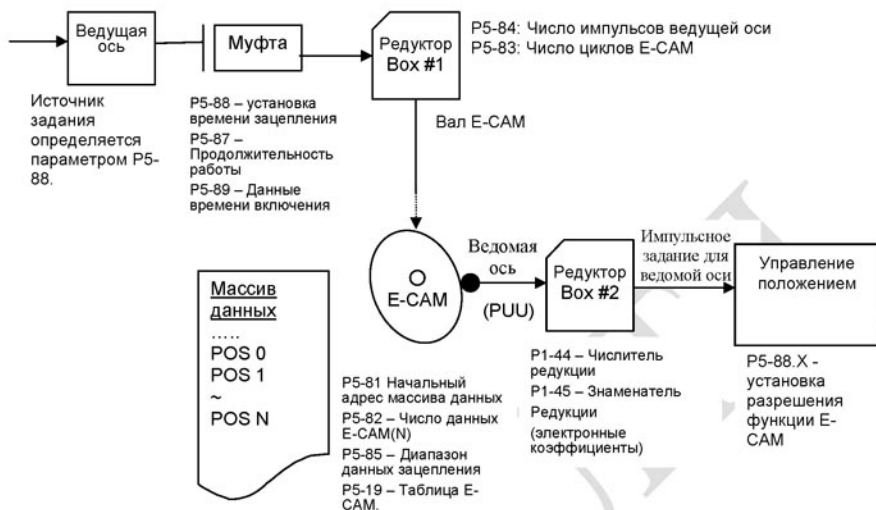 Ведущая
ось
Муфта
Редуктор
Box #1
P5-84: Число импульсов ведущей оси
P5-83: Число циклов E-CAM
Источник
задания
определяется
параметром P5-
88.
P5-88 – установка
времени зацепления
P5-87 –
Продолжительность
работы
P5-89 – Данные
времени включения
Вал E-CAM
Массив
данных
.....
POS 0
POS 1
~
POS N
E-CAM
Ведомая
ось
(PUU)
Редуктор
Box #2
Импульсное
задание для
ведомой оси
Управление
положением
P5-81 Начальный
адрес массива данных
P5-82 – Число данных
E-CAM(N)
P5-85 – Диапазон
данных зацепления
P5-19 – Таблица E-
CAM.
P1-44 – Числитель
редукции
P1-45 – Знаменатель
Редукции
(электронные
коэффициенты)
P5-88.X -
установка
разрешения
функции E-
CAM